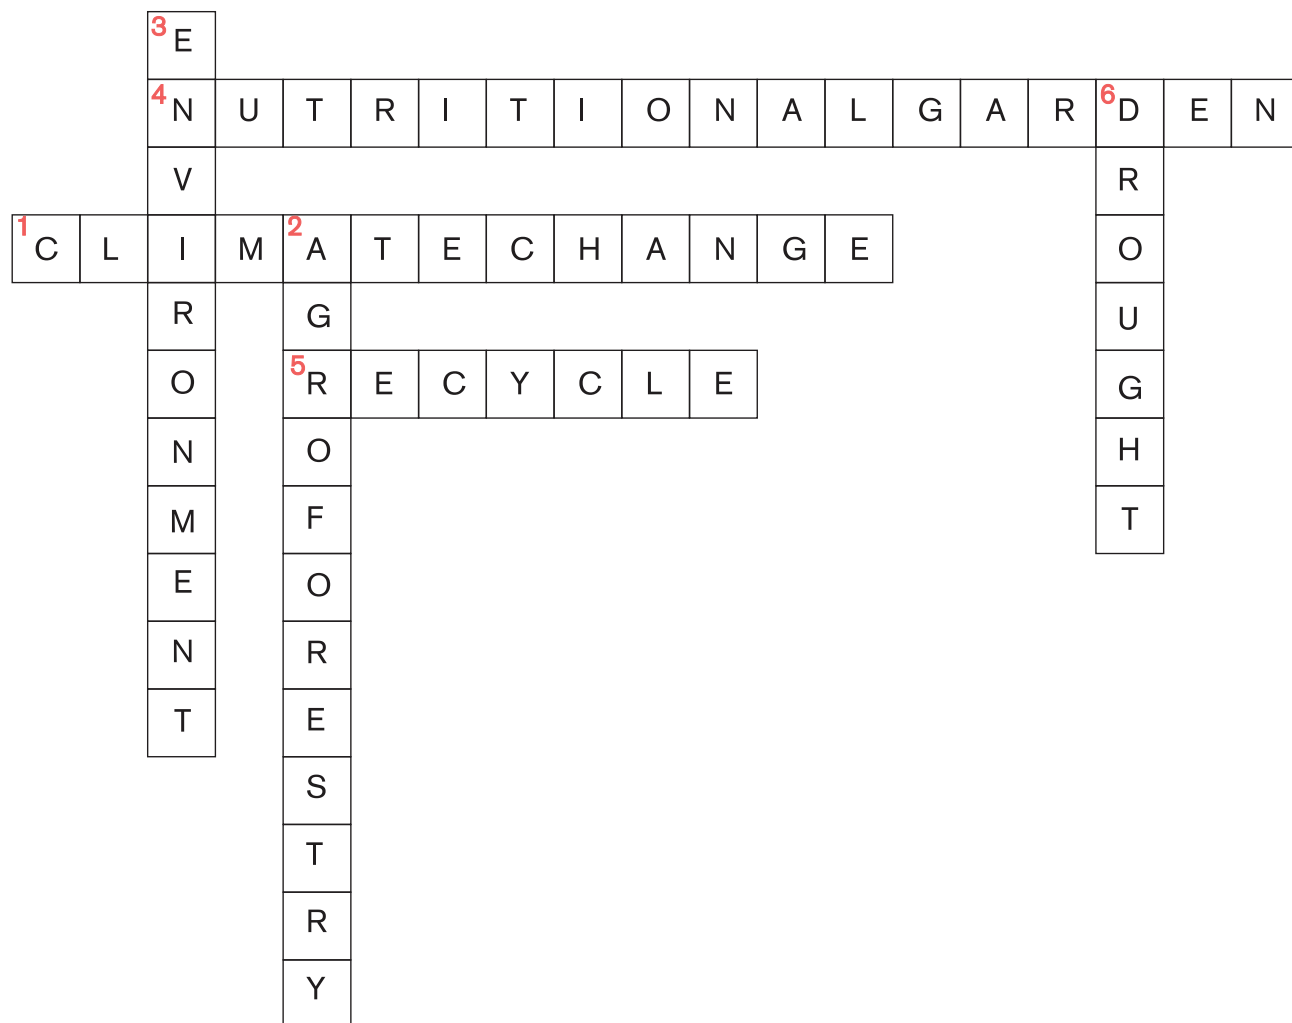 3 E
4 N U T R I T I O N A L G A R 6 D E N
V R
1 C L I M 2 A T E C H A N G E O
R G U
O 5 R E C Y C L E G
N O H
M F T
E O
N R
T E
S
T
R
Y